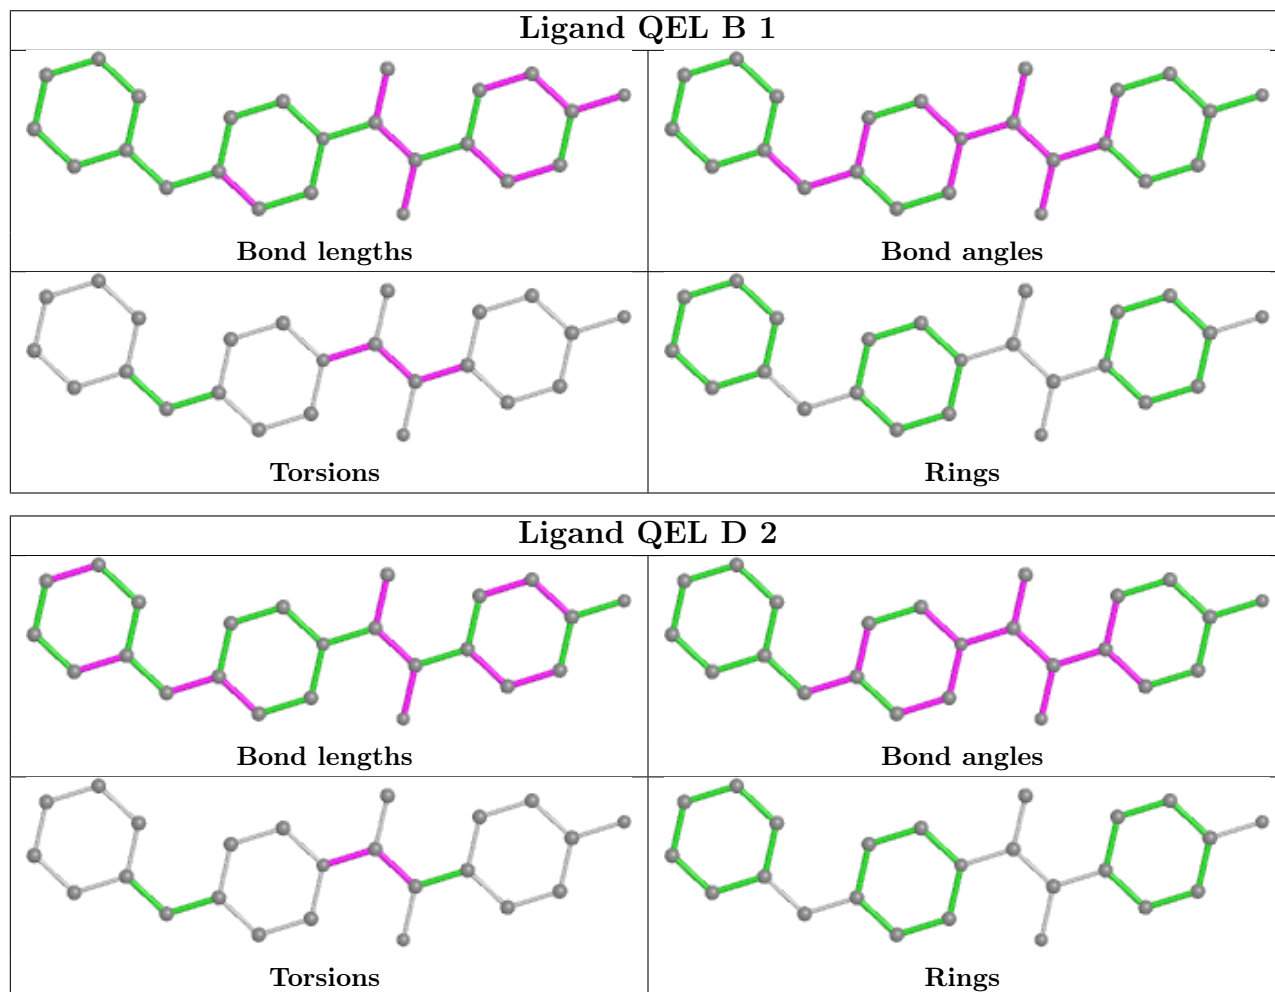 Ligand QEL B 1
Bond lengths
Bond angles
Torsions
Rings
Ligand QEL D 2
Bond lengths
Bond angles
Torsions
Rings